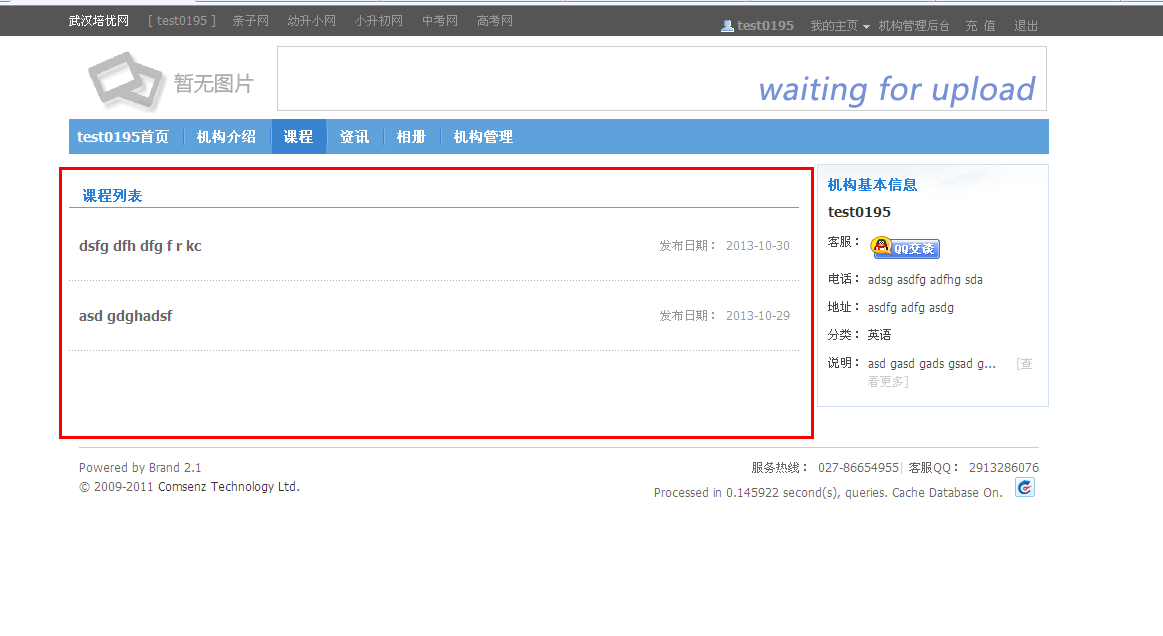 武汉培优网 [ test0195 ] 亲子网 幼升小网 小升初网 中考网 高考网
test0195 我的主页 机构管理后台 充 值 退出
暂无图片
waiting for upload
test0195首页 机构介绍 课程 资讯 相册 机构管理
课程列表
dsfg dfh dfg f r kc 发布日期： 2013-10-30
asd gdghadsf 发布日期： 2013-10-29
机构基本信息
test0195
客服： QQ交谈
电话： adsg asdfg adfhg sda
地址： asdfg adfg asdg
分类： 英语
说明： asd gasd gads gsad g... [查
看更多]
Powered by Brand 2.1
© 2009-2011 Comsenz Technology Ltd.
服务热线： 027-86654955| 客服QQ： 2913286076
Processed in 0.145922 second(s), queries. Cache Database On.